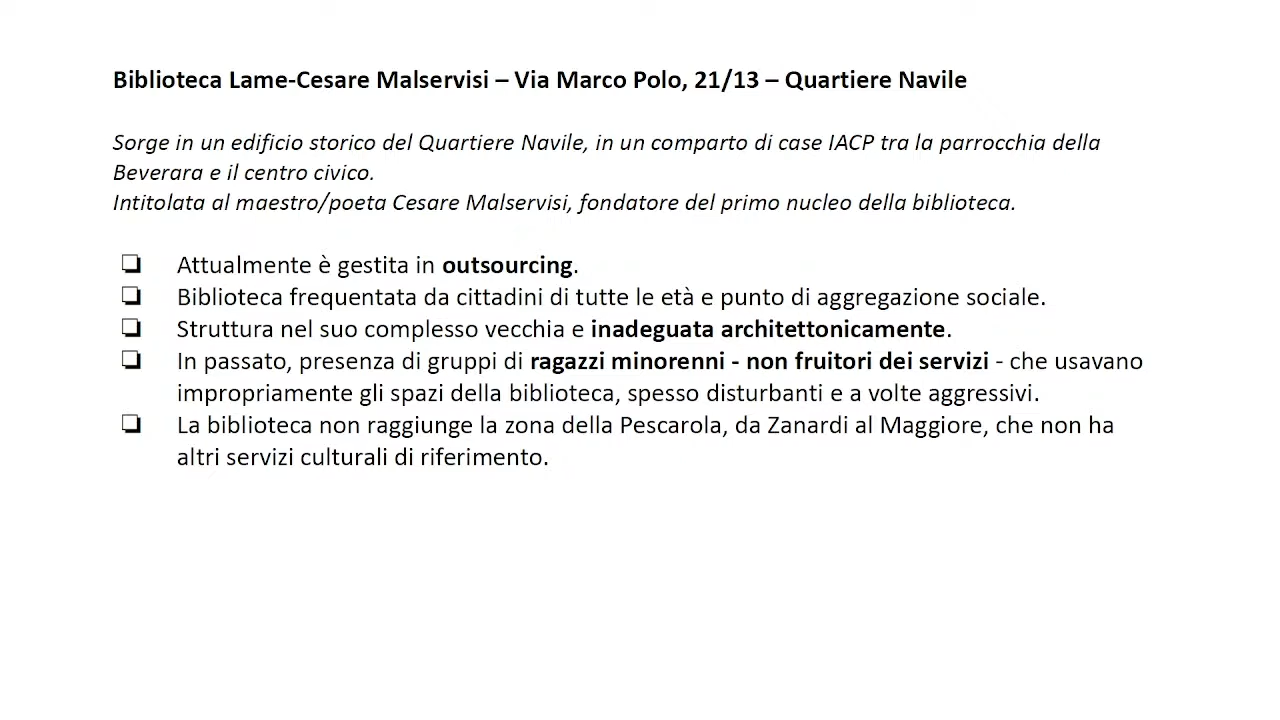 Biblioteca Lame-Cesare Malservisi – Via Marco Polo, 21/13 – Quartiere Navile
Sorge in un edificio storico del Quartiere Navile, in un comparto di case IACP tra la parrocchia della
Beverara e il centro civico.
Intitolata al maestro/poeta Cesare Malservisi, fondatore del primo nucleo della biblioteca.
❏ Attualmente è gestita in outsourcing.
❏ Biblioteca frequentata da cittadini di tutte le età e punto di aggregazione sociale.
❏ Struttura nel suo complesso vecchia e inadeguata architettonicamente.
❏ In passato, presenza di gruppi di ragazzi minorenni - non fruitori dei servizi - che usavano
impropriamente gli spazi della biblioteca, spesso disturbanti e a volte aggressivi.
❏ La biblioteca non raggiunge la zona della Pescarola, da Zanardi al Maggiore, che non ha
altri servizi culturali di riferimento.